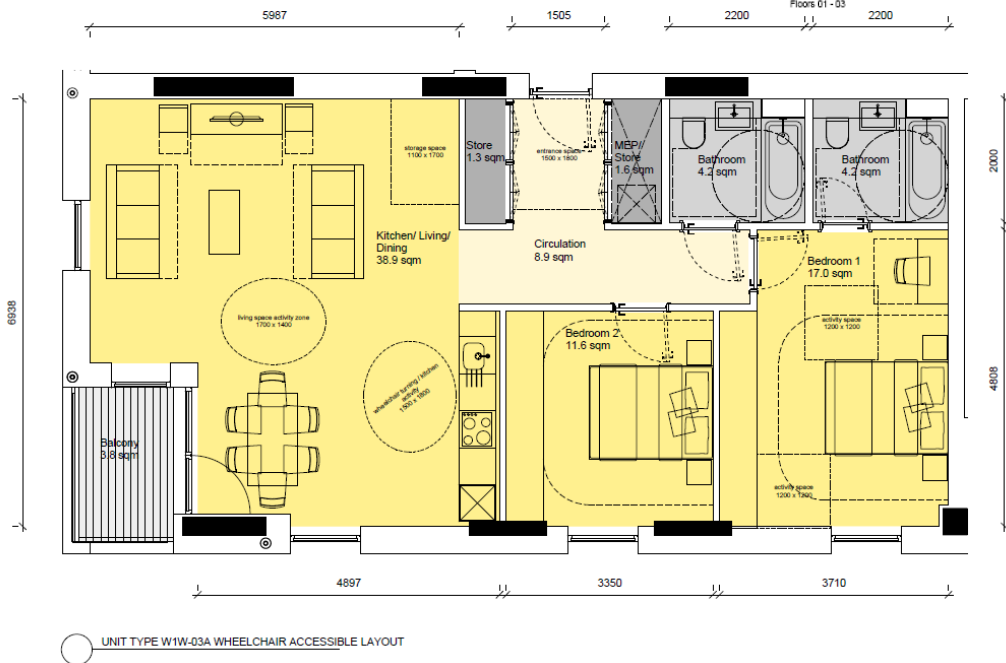 Floors 01 - 03
5987
1505
2200
2200
storage space
1100 x 1700
Store
1.3 sqm
entrance space
1500 x 1800
MEP/
Store
1.6 sqm
Bathroom
4.2 sqm
Bathroom
4.2 sqm
2000
Kitchen/ Living/
Dining
38.9 sqm
Circulation
8.9 sqm
Bedroom 1
17.0 sqm
6938
living space activity zone
1700 x 1400
Bedroom 2
11.6 sqm
activity space
1200 x 1200
wheelchair turning / kitchen
activity
1500 x 1800
4808
Balcony
3.8 sqm
activity space
1200 x 1200
4897
3350
3710
UNIT TYPE W1W-03A WHEELCHAIR ACCESSIBLE LAYOUT